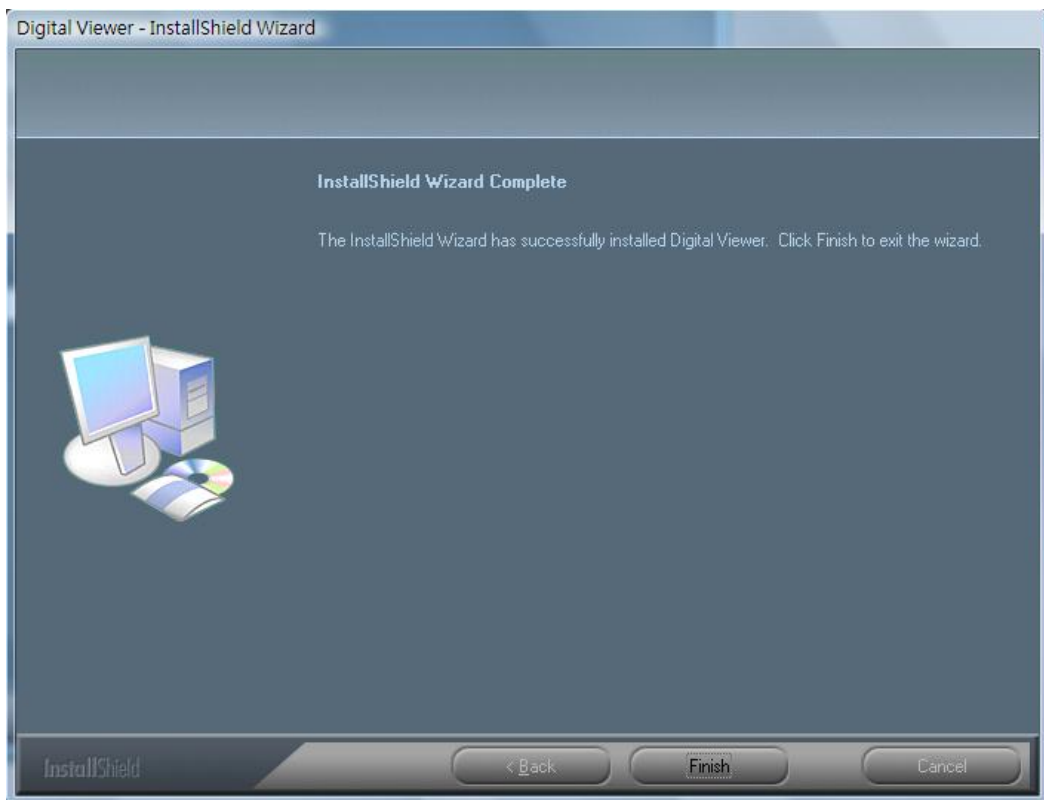 Digital Viewer - InstallShield Wizard
InstallShield Wizard Complete
The InstallShield Wizard has successfully installed Digital Viewer. Click Finish to exit the wizard.
InstallShield
< Back
Finish
Cancel